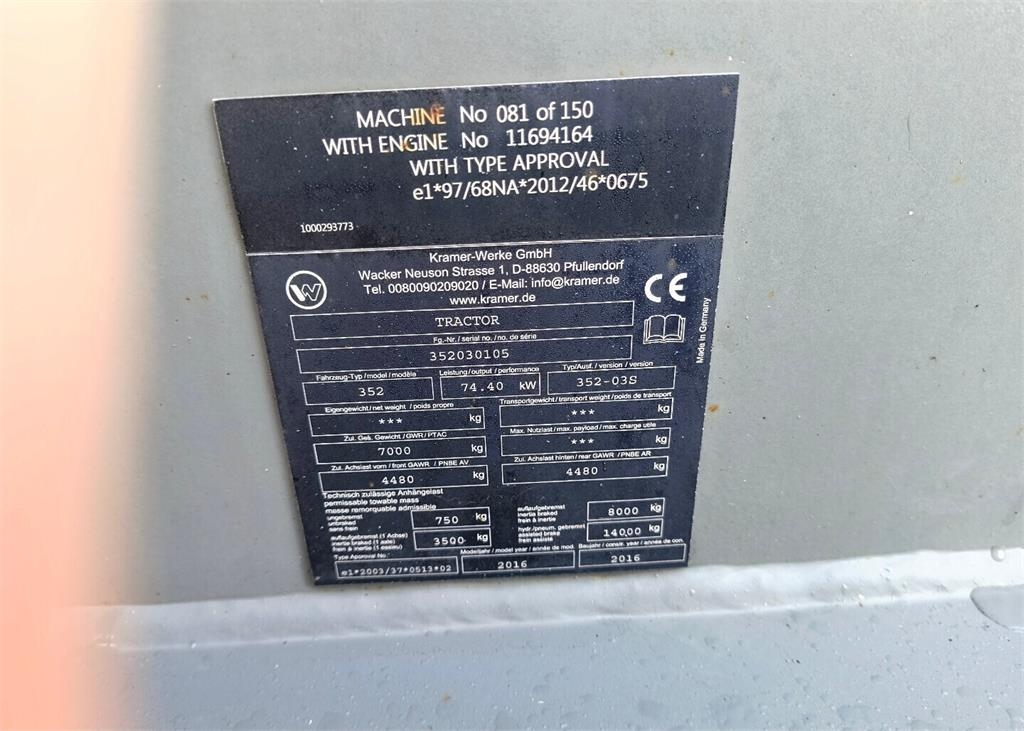 MACHINE No 081 of 150
WITH ENGINE No 11694164
WITH TYPE APPROVAL
e1*97/68NA*2012/46*0675
1000293773
Kramer-Werke GmbH
Wacker Neuson Strasse 1, D-88630 Pfullendorf
Tel. 0080090209020 / E-Mail: info@kramer.de
www.kramer.de
CE
TRACTOR
Fg.-Nr./ serial no./no. de série
352030105
Made in Germany
Fahrzeug-Typ / model / modèle Leistung/output / performance Typ/Ausf. / version / version
352 74.40 kW 352-03S
Eigengewicht / net weight / poids propre Transportgewicht / transport weight / poids de transport
*** kg *** kg
Zul. Ges. Gewicht / GWR / PTAC Max. Nutzlast / max. payload / max. charge utile
7000 kg *** kg
Zul. Achslast vorn / front GAWR / PNBE AV Zul. Achslast hinten / rear GAWR / PNBE AR
4480 kg 4480 kg
Technisch zulässige Anhängelast
permissable towable mass
messe remorquable admissible
ungebremst
unbraked
sans frein
750 kg
auflaufgebremst
inertia braked
frein à inertie
8000 kg
auflaufgebremst (1 Achse)
inertia braked (1 axle)
frein à inertie (1 essieu)
3500 kg
hydr./pneum. gebremst
assisted brake
frein assistée
14000 kg
Type Approval No. Modelljahr / model year / année de mod. Baujahr / constr. year / année de con.
e1*2003/37*0513*02 2016 2016